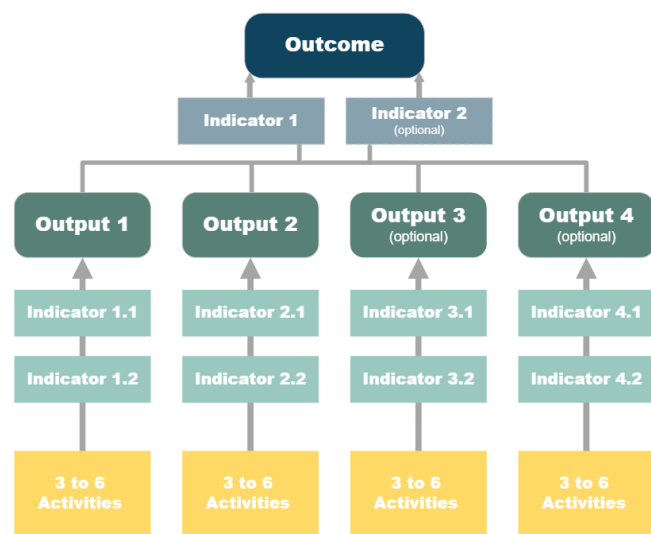 Outcome
Indicator 1
Indicator 2
(optional)
Output 1
Output 2
Output 3
(optional)
Output 4
(optional)
Indicator 1.1
Indicator 2.1
Indicator 3.1
Indicator 4.1
Indicator 1.2
Indicator 2.2
Indicator 3.2
Indicator 4.2
3 to 6
Activities
3 to 6
Activities
3 to 6
Activities
3 to 6
Activities